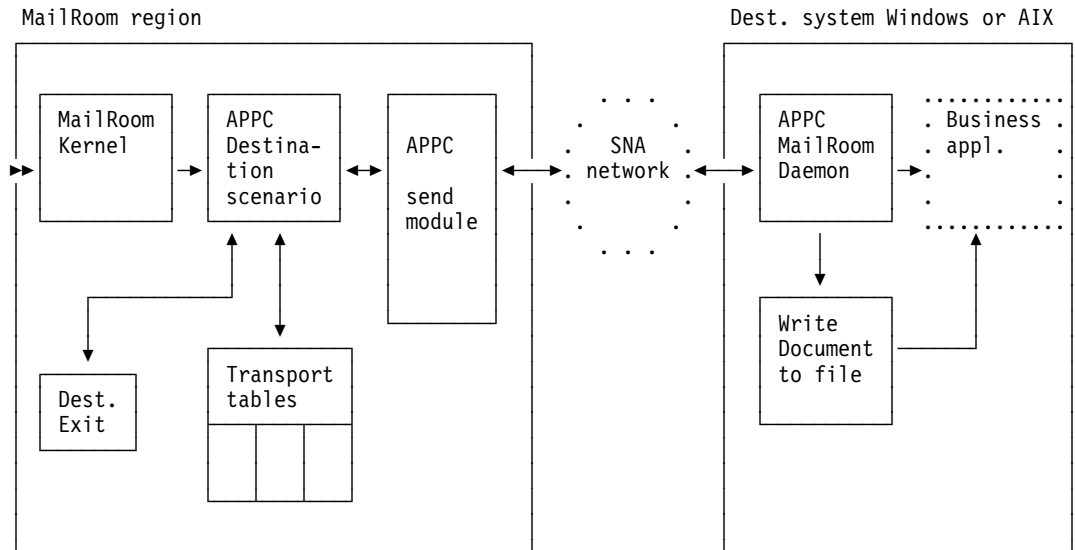 MailRoom region
Dest. system Windows or AIX
MailRoom
Kernel
APPC
Destina-
tion
scenario
APPC
send
module
SNA
network
APPC
MailRoom
Daemon
Business
appl.
Dest.
Exit
Transport
tables
Write
Document
to file